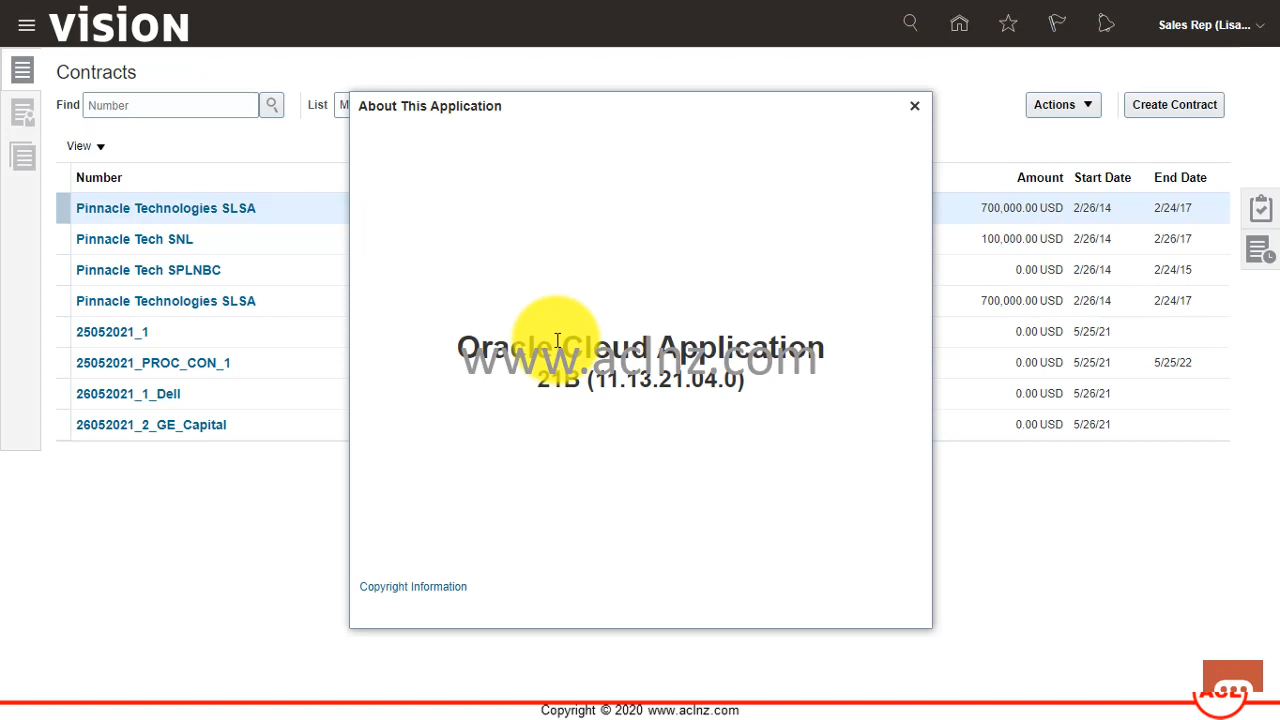 vision
Sales Rep (Lisa...
Contracts
Find Number List M
About This Application
Actions Create Contract
View
Number Amount Start Date End Date
Pinnacle Technologies SLSA 700,000.00 USD 2/26/14 2/24/17
Pinnacle Tech SNL 100,000.00 USD 2/26/14 2/26/17
Pinnacle Tech SPLNBC 0.00 USD 2/26/14 2/24/15
Pinnacle Technologies SLSA 700,000.00 USD 2/26/14 2/24/17
25052021_1 0.00 USD 5/25/21
25052021_PROC_CON_1 0.00 USD 5/25/21 5/25/22
26052021_1_Dell 0.00 USD 5/26/21
26052021_2_GE_Capital 0.00 USD 5/26/21
Oracle Cloud Application
www.aclnz.com
21B (11.13.21.04.0)
Copyright Information
ACL
Copyright © 2020 www.aclnz.com